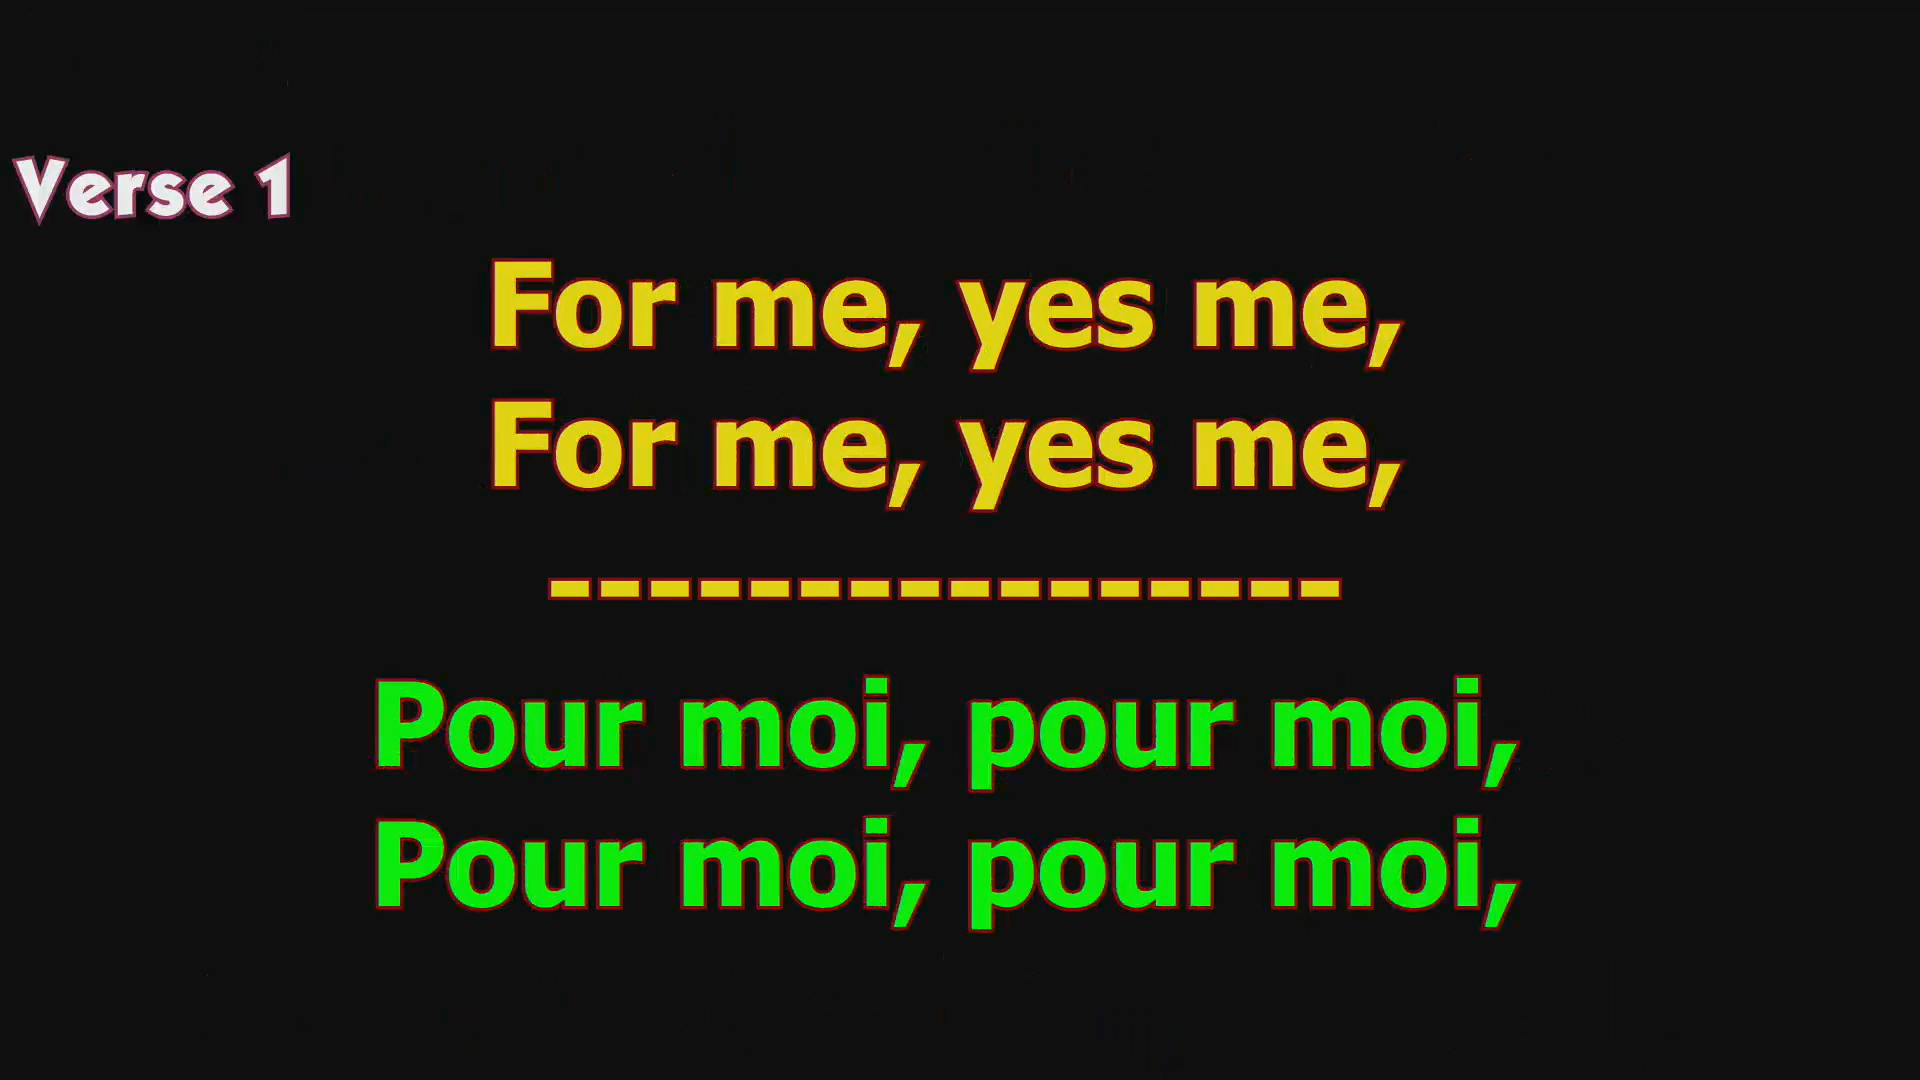 Verse 1
For me, yes me,
For me, yes me,
----------------
Pour moi, pour moi,
Pour moi, pour moi,